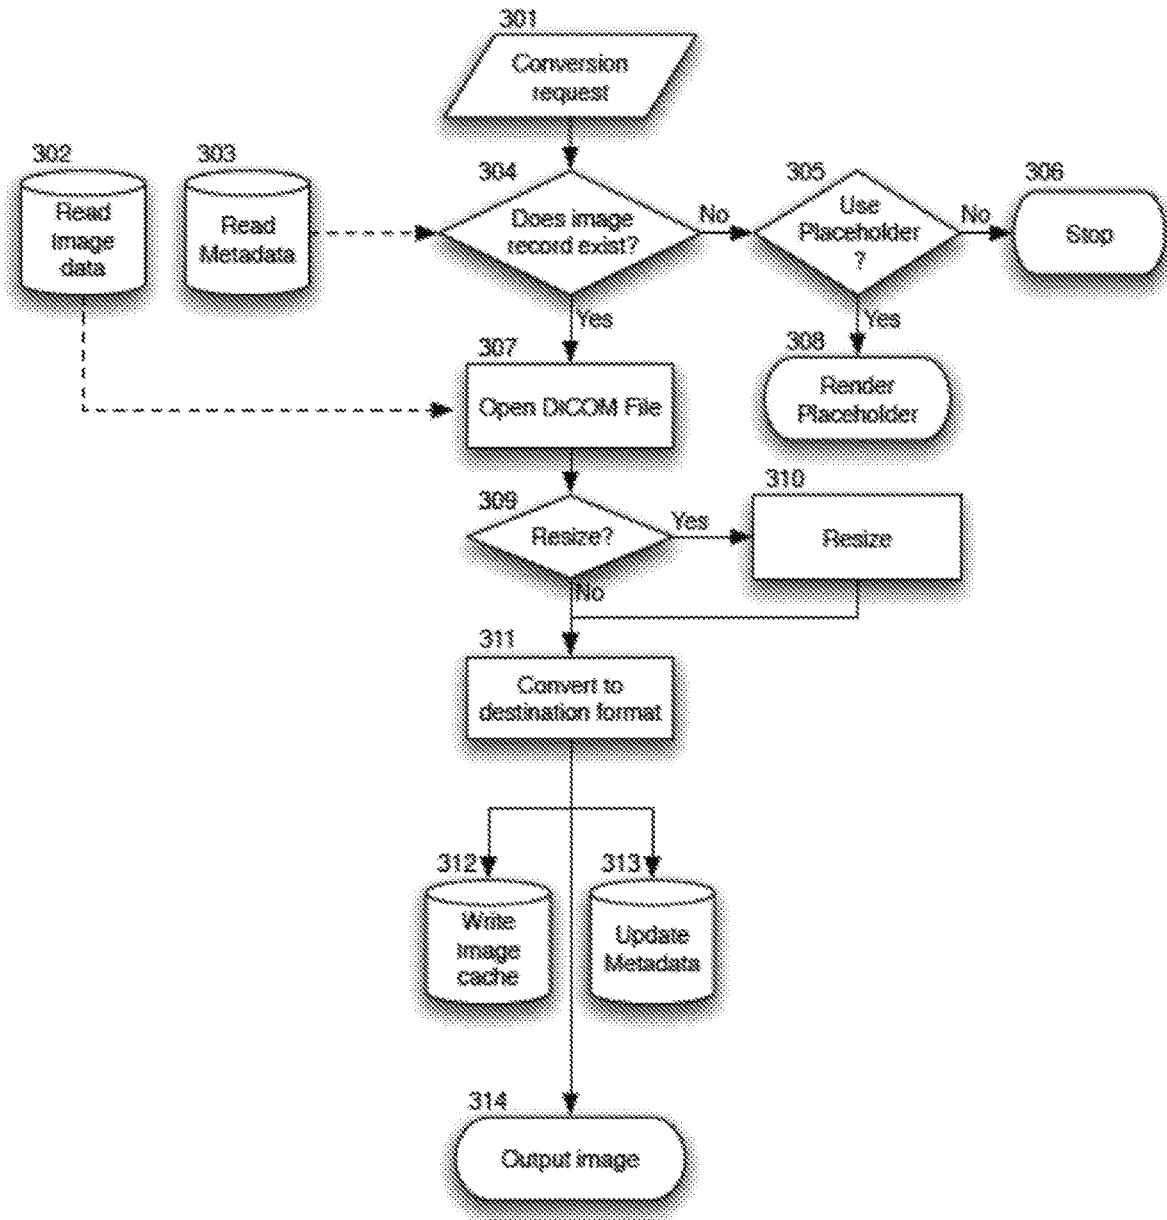 301
Conversion
request
302
Read
Image
data
303
Read
Metadata
304
Does image
record exist?
No
305
Use
Placeholder
?
No
306
Stop
Yes
Yes
307
Open DICOM File
308
Render
Placeholder
309
Resize?
Yes
310
Resize
No
311
Convert to
destination format
312
Write
image
cache
313
Update
Metadata
314
Output image